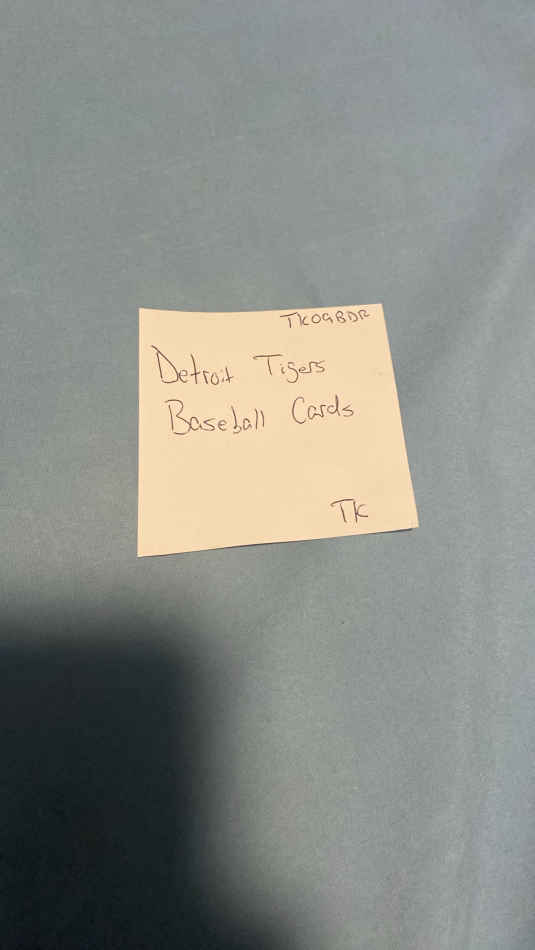 TK09BDR
Detroit Tigers
Baseball Cards
TK